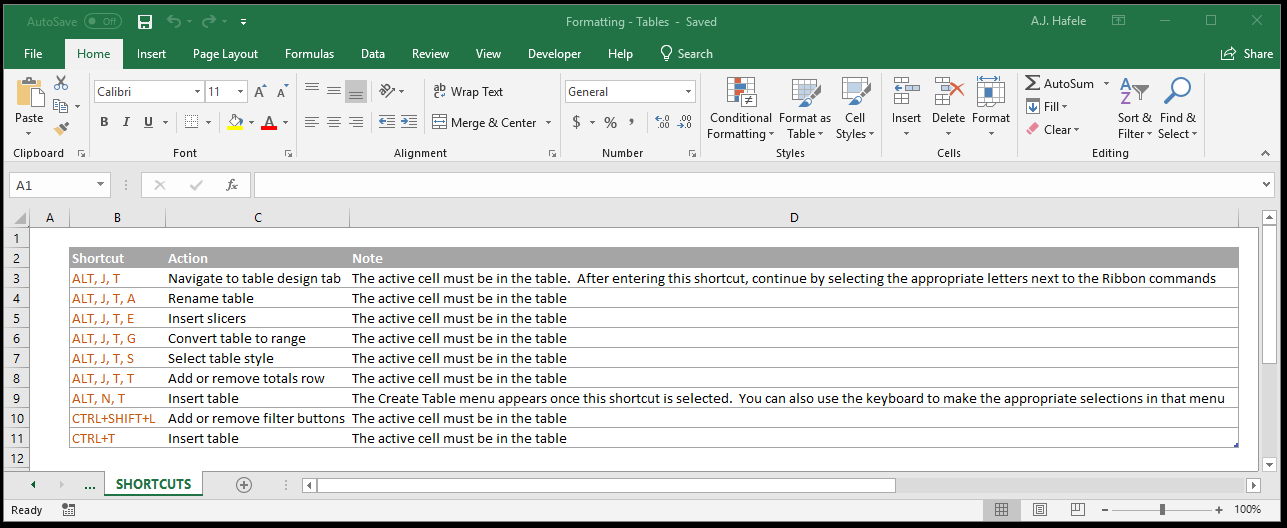 AutoSave Off Formatting - Tables - Saved A.J. Hafele
File Home Insert Page Layout Formulas Data Review View Developer Help Search Share
Paste
Clipboard
Calibri 11 A A
B I U A
Font
ab Wrap Text
Merge & Center
Alignment
General
$ % , .00 .00
Number
Conditional Formatting Format as Table Cell Styles
Styles
Insert Delete Format
Cells
AutoSum
Fill
Clear
Sort & Filter Find & Select
Editing
A1 fx
A B C D
1
2 Shortcut Action Note
3 ALT, J, T Navigate to table design tab The active cell must be in the table.  After entering this shortcut, continue by selecting the appropriate letters next to the Ribbon commands
4 ALT, J, T, A Rename table The active cell must be in the table
5 ALT, J, T, E Insert slicers The active cell must be in the table
6 ALT, J, T, G Convert table to range The active cell must be in the table
7 ALT, J, T, S Select table style The active cell must be in the table
8 ALT, J, T, T Add or remove totals row The active cell must be in the table
9 ALT, N, T Insert table The Create Table menu appears once this shortcut is selected.  You can also use the keyboard to make the appropriate selections in that menu
10 CTRL+SHIFT+L Add or remove filter buttons The active cell must be in the table
11 CTRL+T Insert table The active cell must be in the table
12
... SHORTCUTS
Ready 100%